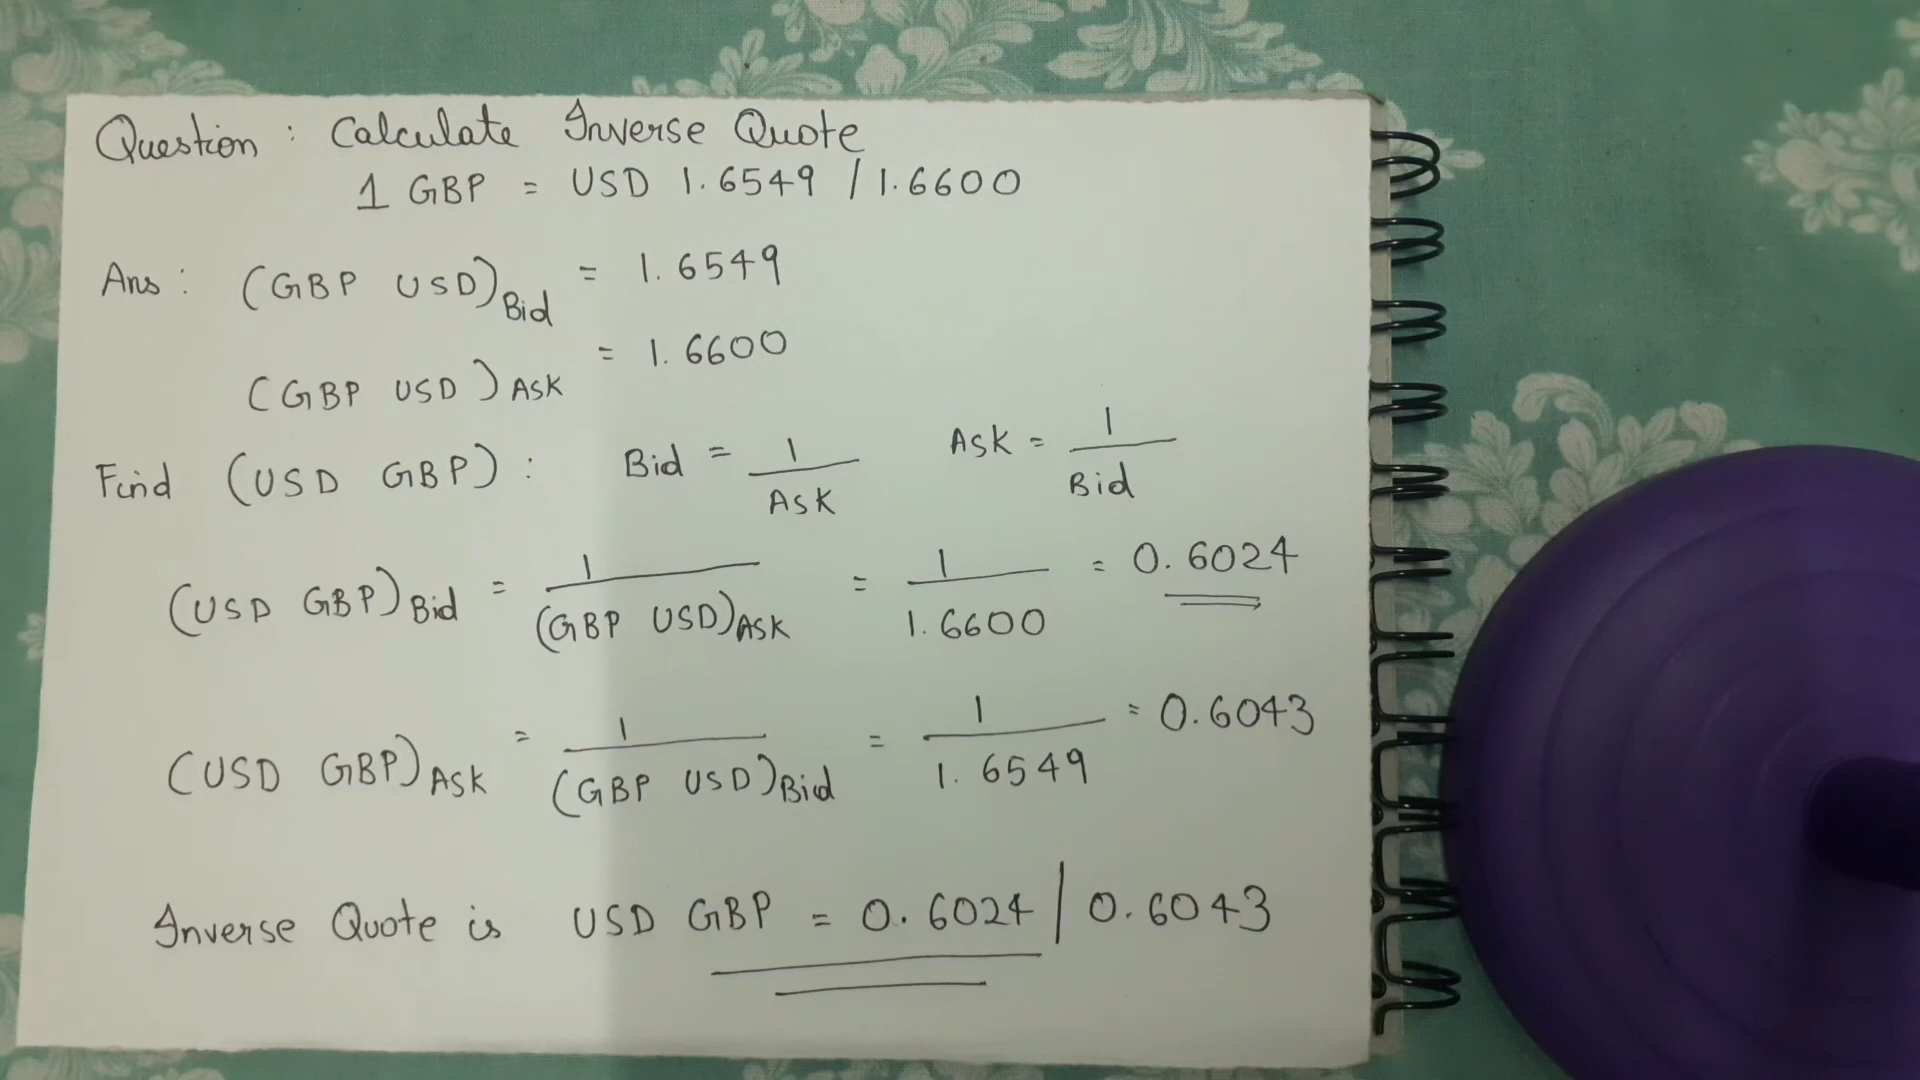 Question : Calculate Inverse Quote
1 GBP = USD 1.6549 / 1.6600
Ans : (GBP USD)Bid = 1.6549
(GBP USD)ASK = 1.6600
Find (USD GBP) : Bid = 1/ASK ASK = 1/Bid
(USD GBP)Bid = 1/(GBP USD)ASK = 1/1.6600 = 0.6024
(USD GBP)ASK = 1/(GBP USD)Bid = 1/1.6549 = 0.6043
Inverse Quote is USD GBP = 0.6024 | 0.6043